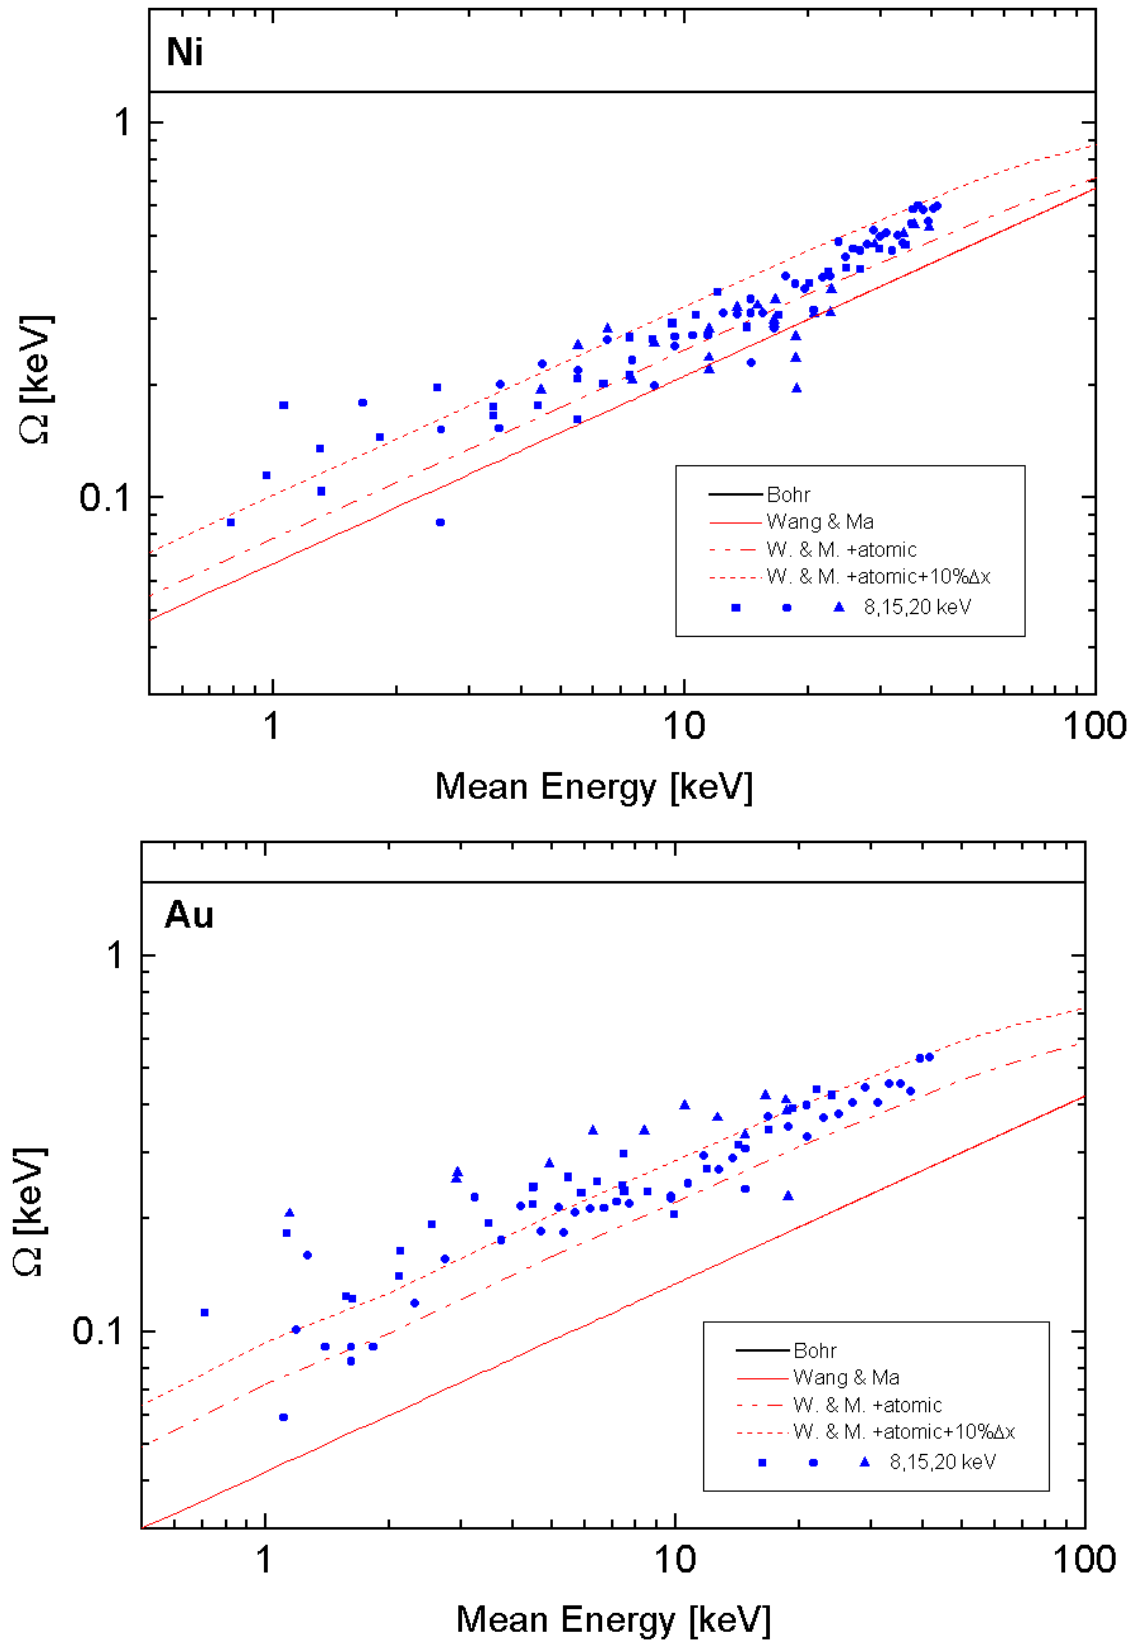 Ni
1
0.1
Ω [keV]
Bohr
Wang & Ma
W. & M. +atomic
W. & M. +atomic+10%Δx
8,15,20 keV
1 10 100
Mean Energy [keV]
Au
1
0.1
Ω [keV]
Bohr
Wang & Ma
W. & M. +atomic
W. & M. +atomic+10%Δx
8,15,20 keV
1 10 100
Mean Energy [keV]